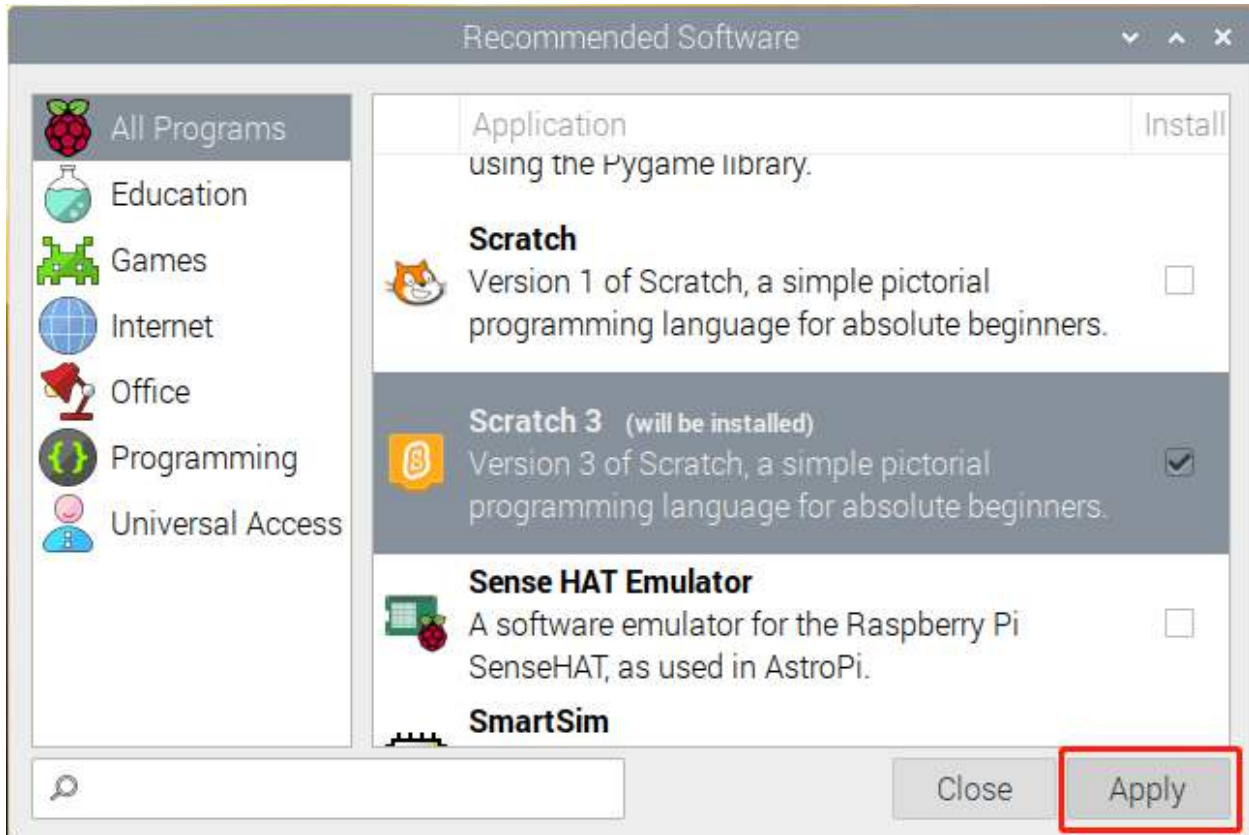 Recommended Software
All Programs
Education
Games
Internet
Office
Programming
Universal Access
Application Install
using the Pygame library.
Scratch
Version 1 of Scratch, a simple pictorial
programming language for absolute beginners.
Scratch 3 (will be installed)
Version 3 of Scratch, a simple pictorial
programming language for absolute beginners.
Sense HAT Emulator
A software emulator for the Raspberry Pi
SenseHAT, as used in AstroPi.
SmartSim
Close Apply